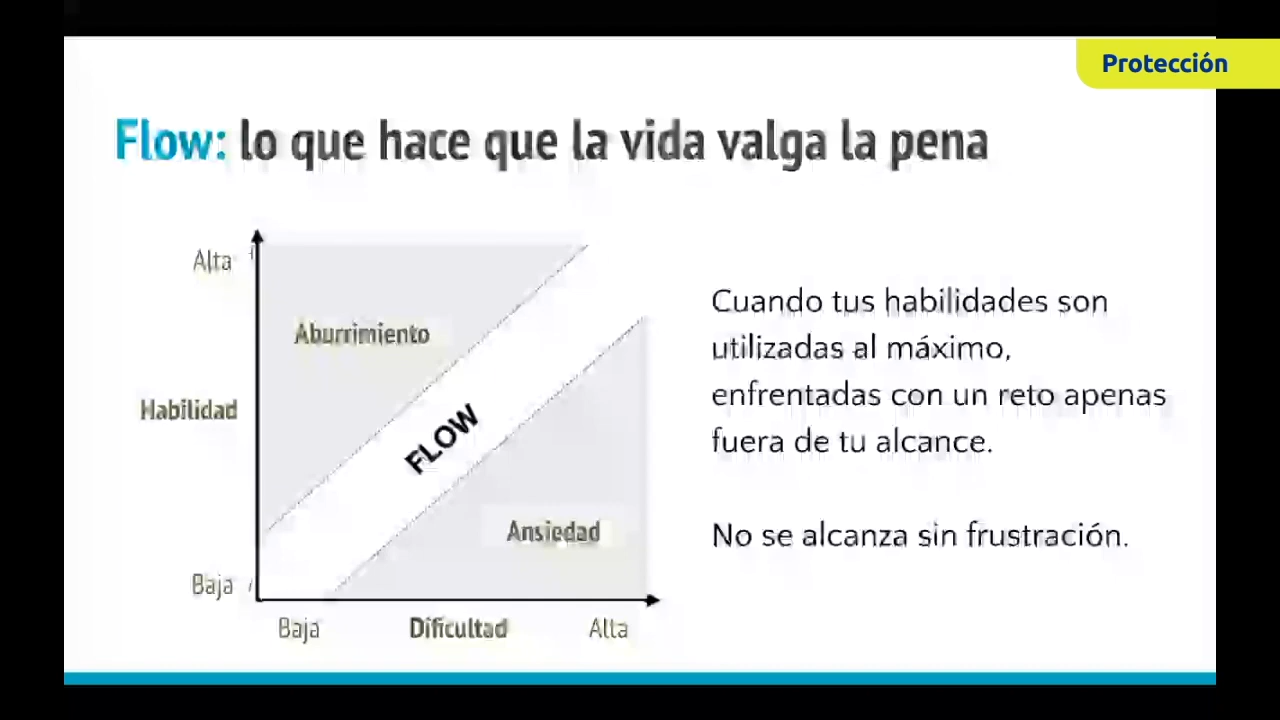 Protección
Flow: lo que hace que la vida valga la pena
Alta
Aburrimiento
Habilidad
FLOW
Ansiedad
Baja
Baja
Dificultad
Alta
Cuando tus habilidades son
utilizadas al máximo,
enfrentadas con un reto apenas
fuera de tu alcance.
No se alcanza sin frustración.